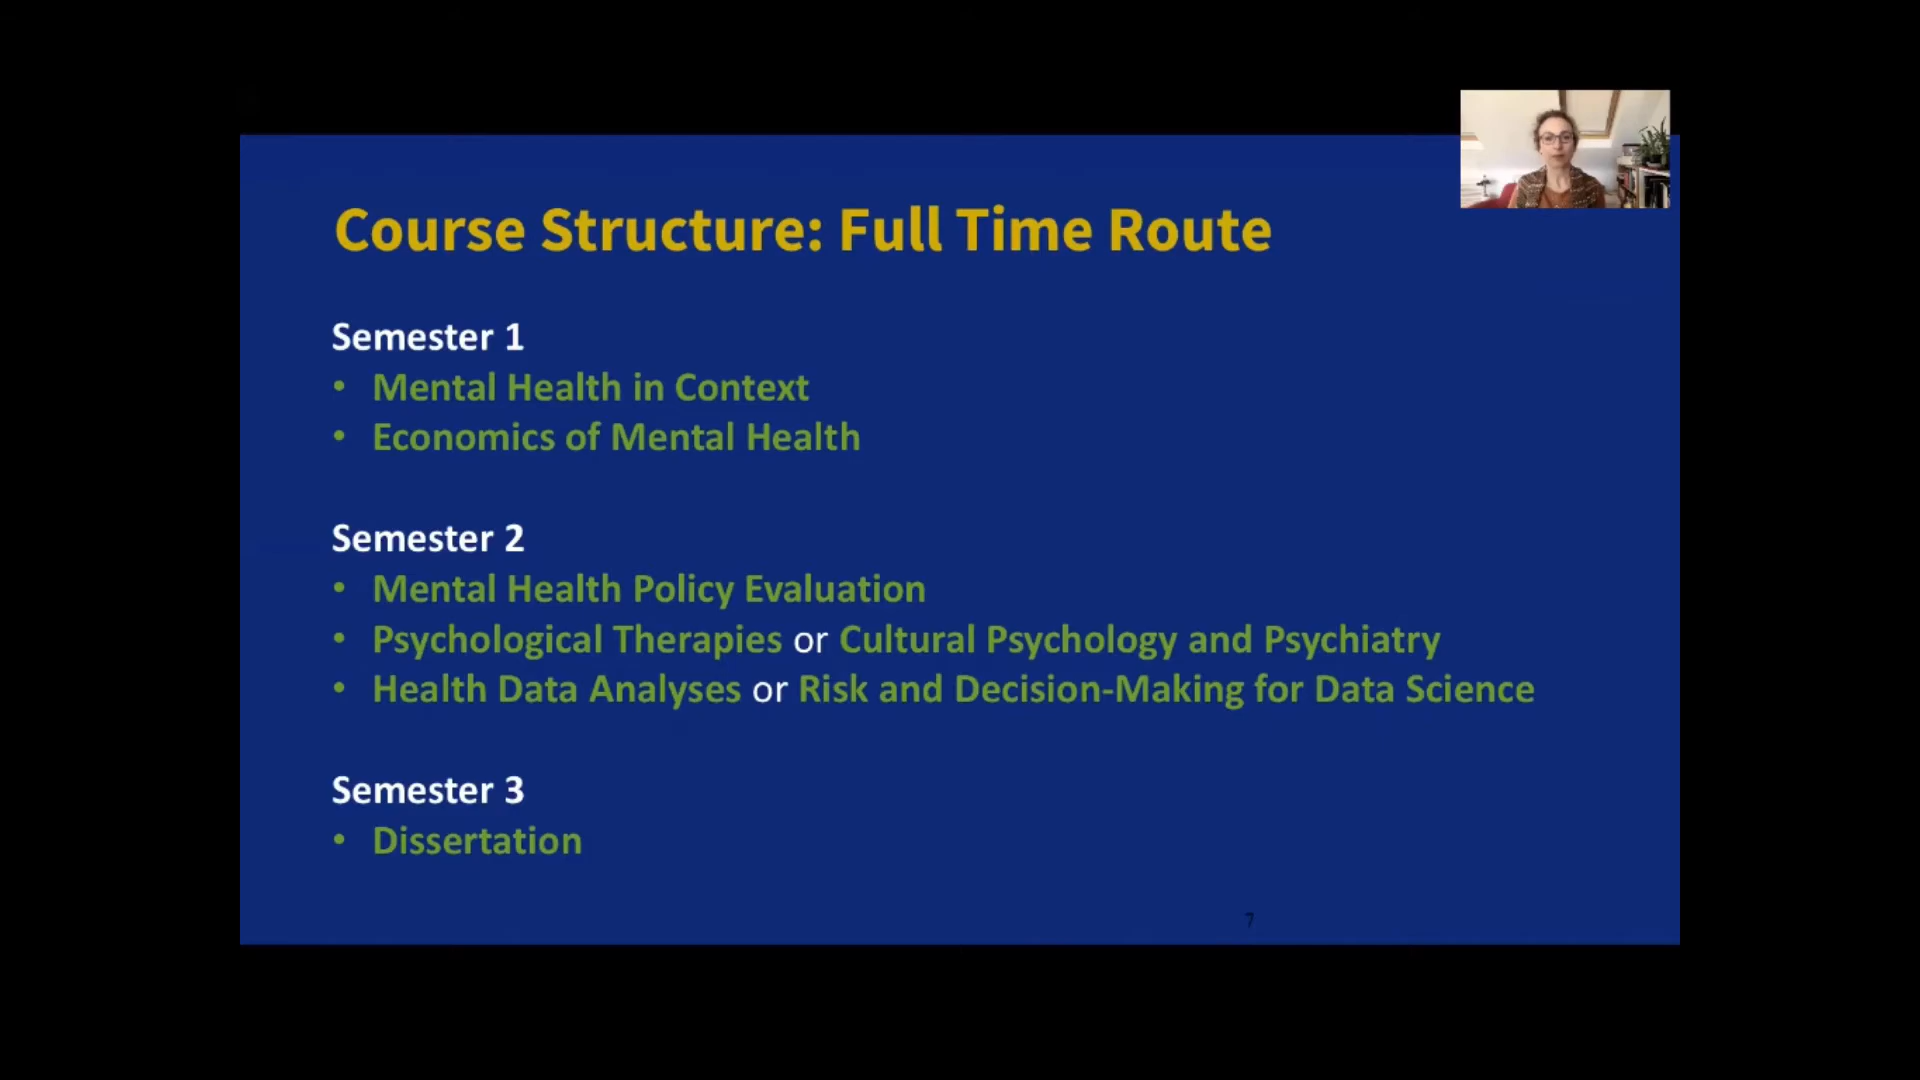 Course Structure: Full Time Route
Semester 1
• Mental Health in Context
• Economics of Mental Health
Semester 2
• Mental Health Policy Evaluation
• Psychological Therapies or Cultural Psychology and Psychiatry
• Health Data Analyses or Risk and Decision-Making for Data Science
Semester 3
• Dissertation
7